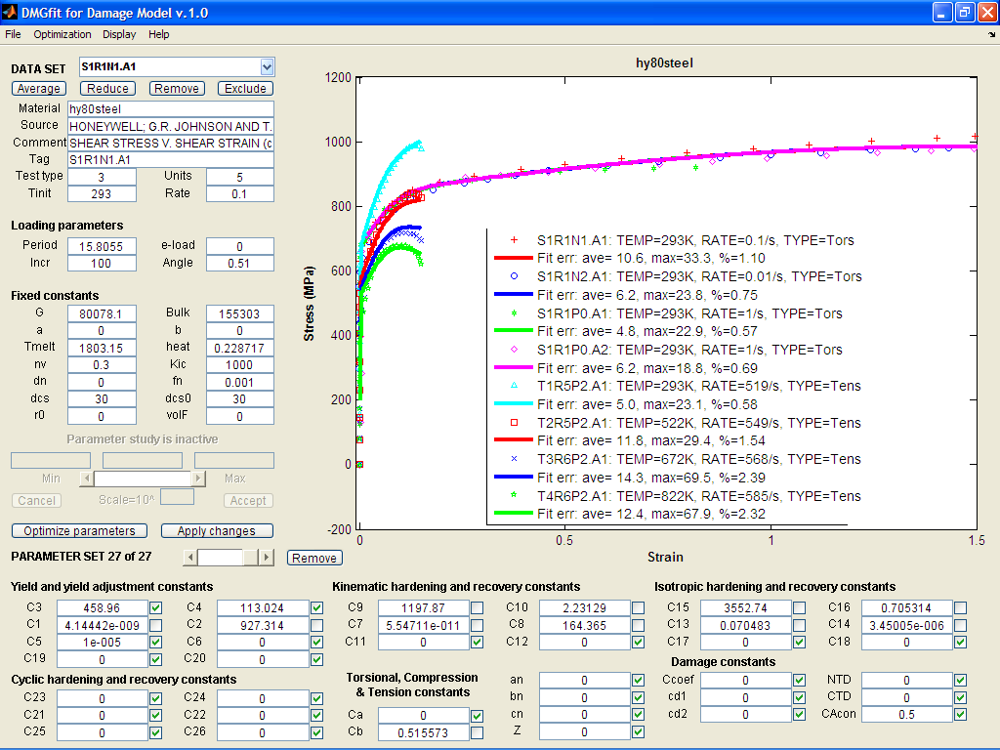 DMGfit for Damage Model v.1.0
File Optimization Display Help
DATA SET S1R1N1.A1
Average Reduce Remove Exclude
Material hy80steel
Source HONEYWELL; G.R. JOHNSON AND T.
Comment SHEAR STRESS V. SHEAR STRAIN (c
Tag S1R1N1.A1
Test type 3 Units 5
Tinit 293 Rate 0.1
Loading parameters
Period 15.8055 e-load 0
Incr 100 Angle 0.51
Fixed constants
G 80078.1 Bulk 155303
a 0 b 0
Tmelt 1803.15 heat 0.228717
nv 0.3 Kic 1000
dn 0 fn 0.001
dcs 30 dcs0 30
r0 0 volF 0
Parameter study is inactive
Min Max
Cancel Scale=10^ Accept
Optimize parameters Apply changes
PARAMETER SET 27 of 27 Remove
hy80steel
1200
1000
800
600
400
200
0
-200
Stress (MPa)
0 0.5 1 1.5
Strain
S1R1N1.A1: TEMP=293K, RATE=0.1/s, TYPE=Tors
Fit err: ave= 10.6, max=33.3, %=1.10
S1R1N2.A1: TEMP=293K, RATE=0.01/s, TYPE=Tors
Fit err: ave= 6.2, max=23.8, %=0.75
S1R1P0.A1: TEMP=293K, RATE=1/s, TYPE=Tors
Fit err: ave= 4.8, max=22.9, %=0.57
S1R1P0.A2: TEMP=293K, RATE=1/s, TYPE=Tors
Fit err: ave= 6.2, max=18.8, %=0.69
T1R5P2.A1: TEMP=293K, RATE=519/s, TYPE=Tens
Fit err: ave= 5.0, max=23.1, %=0.58
T2R5P2.A1: TEMP=522K, RATE=549/s, TYPE=Tens
Fit err: ave= 11.8, max=29.4, %=1.54
T3R6P2.A1: TEMP=672K, RATE=568/s, TYPE=Tens
Fit err: ave= 14.3, max=69.5, %=2.39
T4R6P2.A1: TEMP=822K, RATE=585/s, TYPE=Tens
Fit err: ave= 12.4, max=67.9, %=2.32
Yield and yield adjustment constants
C3 458.96 C4 113.024
C1 4.14442e-009 C2 927.314
C5 1e-005 C6 0
C19 0 C20 0
Cyclic hardening and recovery constants
C23 0 C24 0
C21 0 C22 0
C25 0 C26 0
Kinematic hardening and recovery constants
C9 1197.87 C10 2.23129
C7 5.54711e-011 C8 164.365
C11 0 C12 0
Torsional, Compression
& Tension constants
Ca 0
Cb 0.515573
an 0
bn 0
cn 0
Z 0
Isotropic hardening and recovery constants
C15 3552.74 C16 0.705314
C13 0.070483 C14 3.45005e-006
C17 0 C18 0
Damage constants
Ccoef 0 NTD 0
cd1 0 CTD 0
cd2 0 CAcon 0.5